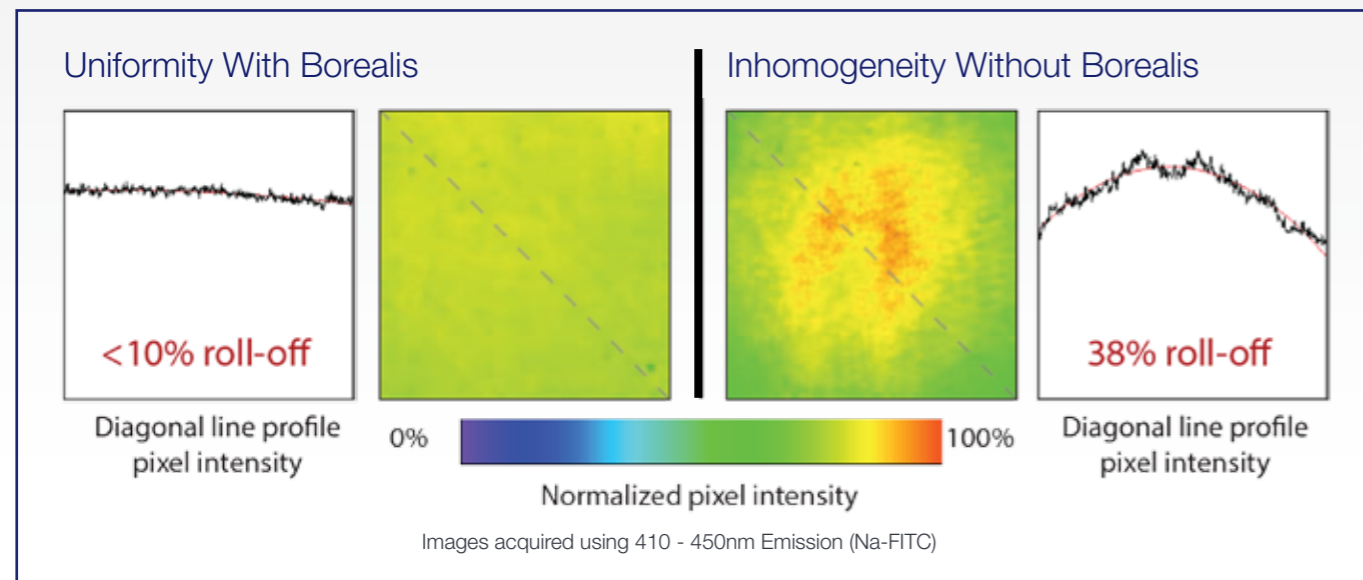 Uniformity With Borealis
Inhomogeneity Without Borealis
<10% roll-off
38% roll-off
Diagonal line profile
pixel intensity
0%
100%
Normalized pixel intensity
Diagonal line profile
pixel intensity
Images acquired using 410 - 450nm Emission (Na-FITC)